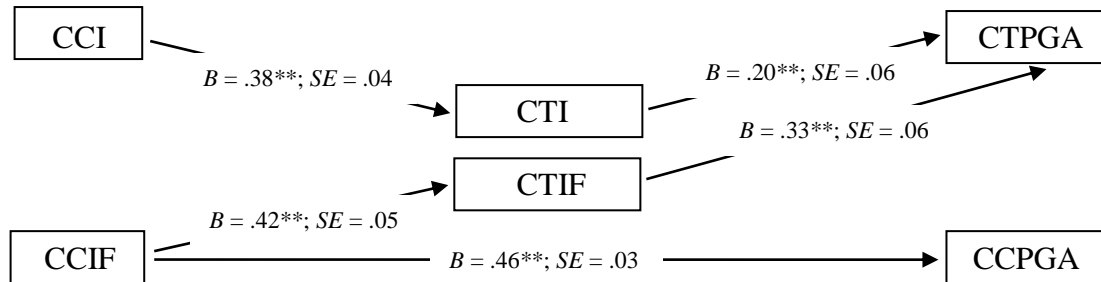 CCI
CTPGA
B = .38**; SE = .04
B = .20**; SE = .06
CTI
B = .33**; SE = .06
CTIF
B = .42**; SE = .05
CCIF
B = .46**; SE = .03
CCPGA